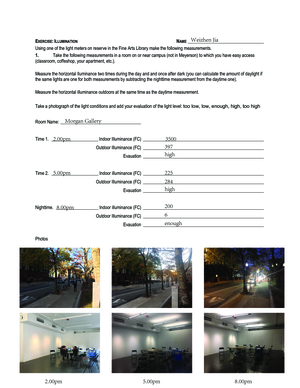 EXERCISE: ILLUMINATION NAME Weizhen Jia
Using one of the light meters on reserve in the Fine Arts Library make the following measurements.
1. Take the following measurements in a room on or near campus (not in Meyerson) to which you have easy access
(classroom, coffeeshop, your apartment, etc.).
Measure the horizontal illuminance two times during the day and once after dark (you can calculate the amount of daylight if
the same lights are one for both measurements by subtracting the nighttime measurement from the daytime one).
Measure the horizontal illuminance outdoors at the same time as the daytime measurement.
Take a photograph of the light conditions and add your evaluation of the light level: too low, low, enough, high, too high
Room Name: Morgan Gallery
Time 1. 2.00pm Indoor Illuminance (FC) 3500
Outdoor Illuminance (FC) 397
Evauation high
Time 2. 5.00pm Indoor Illuminance (FC) 225
Outdoor Illuminance (FC) 284
Evauation high
Nighttime. 8.00pm Indoor Illuminance (FC) 200
Outdoor Illuminance (FC) 6
Evauation enough
Photos
2.00pm 5.00pm 8.00pm